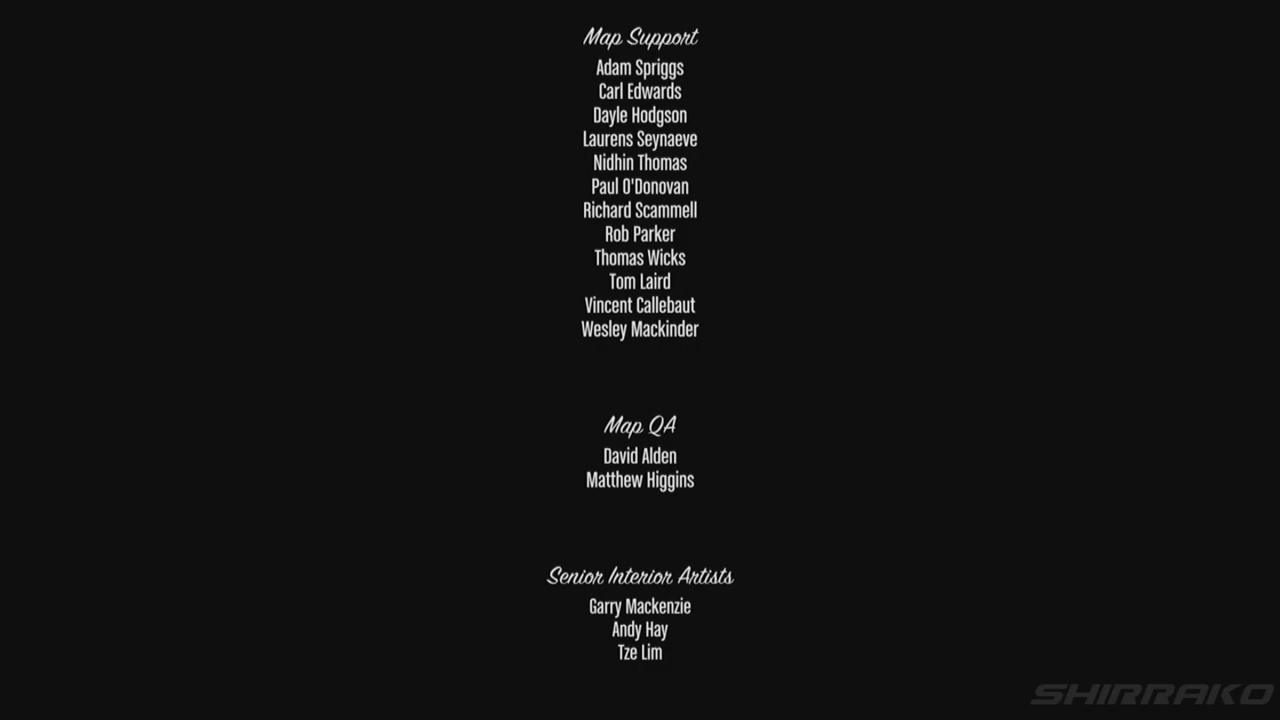 Map Support
Adam Spriggs
Carl Edwards
Dayle Hodgson
Laurens Seynaeve
Nidhin Thomas
Paul O'Donovan
Richard Scammell
Rob Parker
Thomas Wicks
Tom Laird
Vincent Callebaut
Wesley Mackinder
Map QA
David Alden
Matthew Higgins
Senior Interior Artists
Garry Mackenzie
Andy Hay
Tze Lim
SHIRRAKO